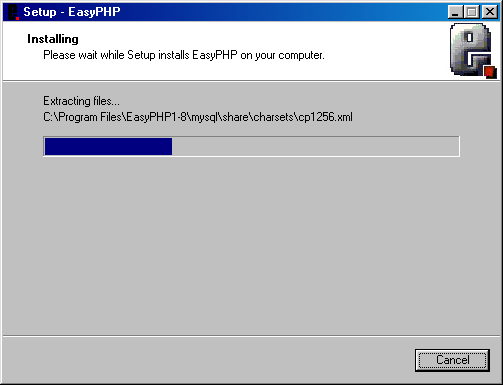 Setup - EasyPHP
Installing
Please wait while Setup installs EasyPHP on your computer.
Extracting files...
C:\Program Files\EasyPHP1-8\mysql\share\charsets\cp1256.xml
Cancel